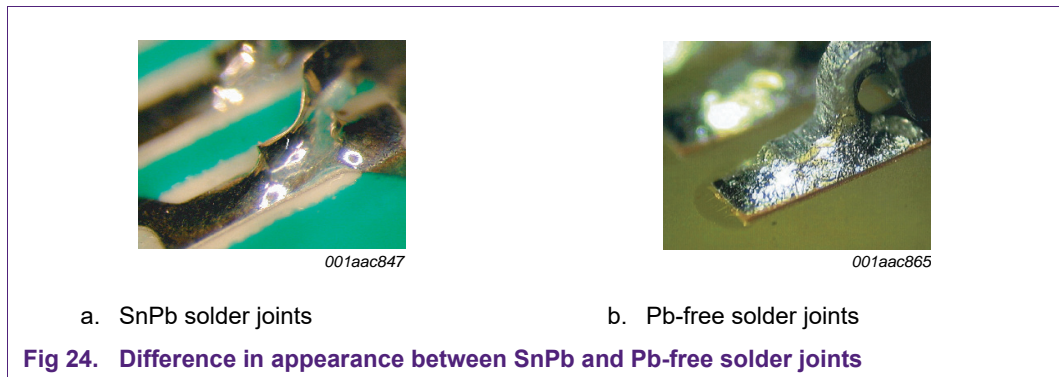 001aac847
001aac865
a. SnPb solder joints
b. Pb-free solder joints
Fig 24. Difference in appearance between SnPb and Pb-free solder joints